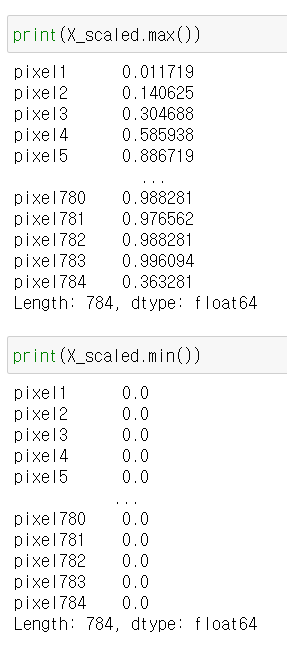 print(X_scaled.max())
pixel1 0.011719
pixel2 0.140625
pixel3 0.304688
pixel4 0.585938
pixel5 0.886719
...
pixel780 0.988281
pixel781 0.976562
pixel782 0.988281
pixel783 0.996094
pixel784 0.363281
Length: 784, dtype: float64
print(X_scaled.min())
pixel1 0.0
pixel2 0.0
pixel3 0.0
pixel4 0.0
pixel5 0.0
...
pixel780 0.0
pixel781 0.0
pixel782 0.0
pixel783 0.0
pixel784 0.0
Length: 784, dtype: float64